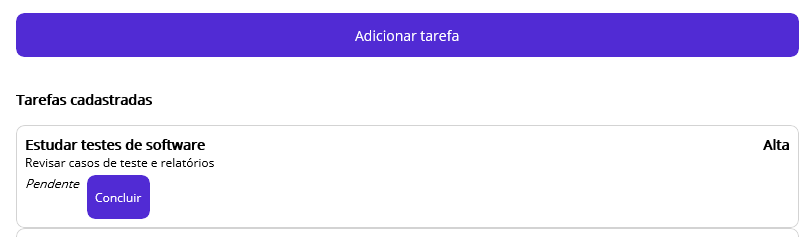 Adicionar tarefa
Tarefas cadastradas
Estudar testes de software Alta
Revisar casos de teste e relatórios
Pendente Concluir